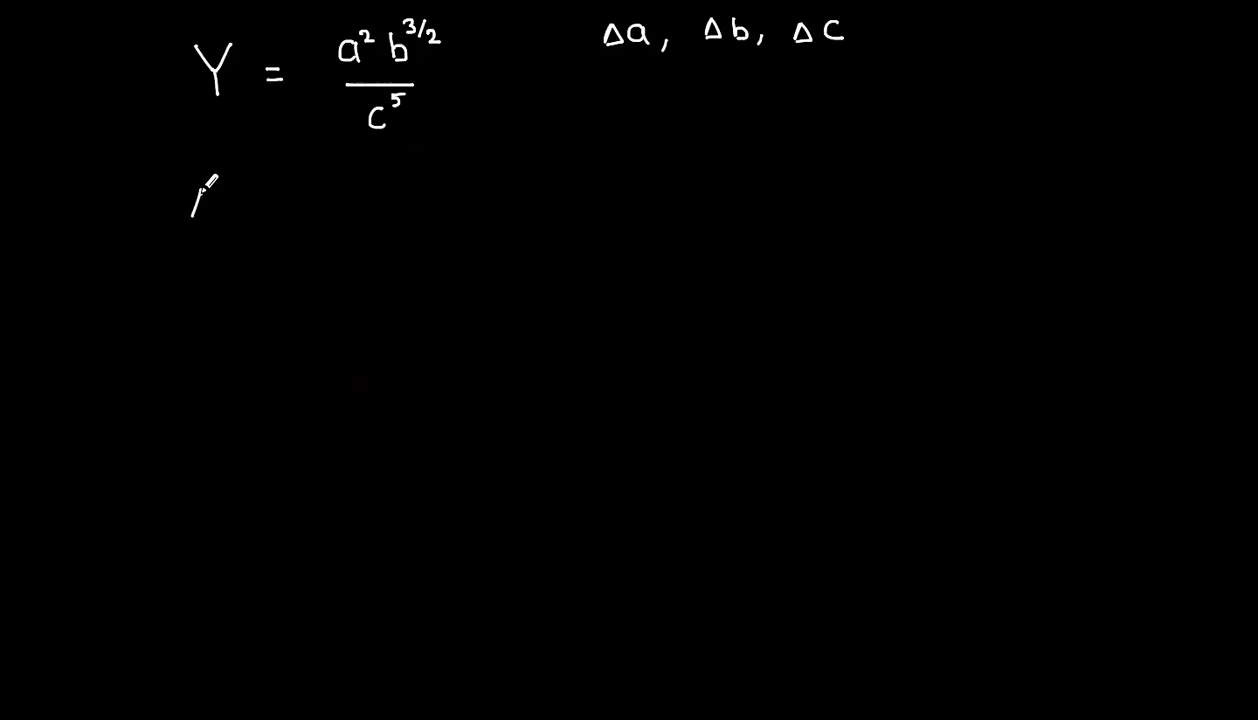 Y = a² b^3/2 / c⁵
Δa, Δb, Δc